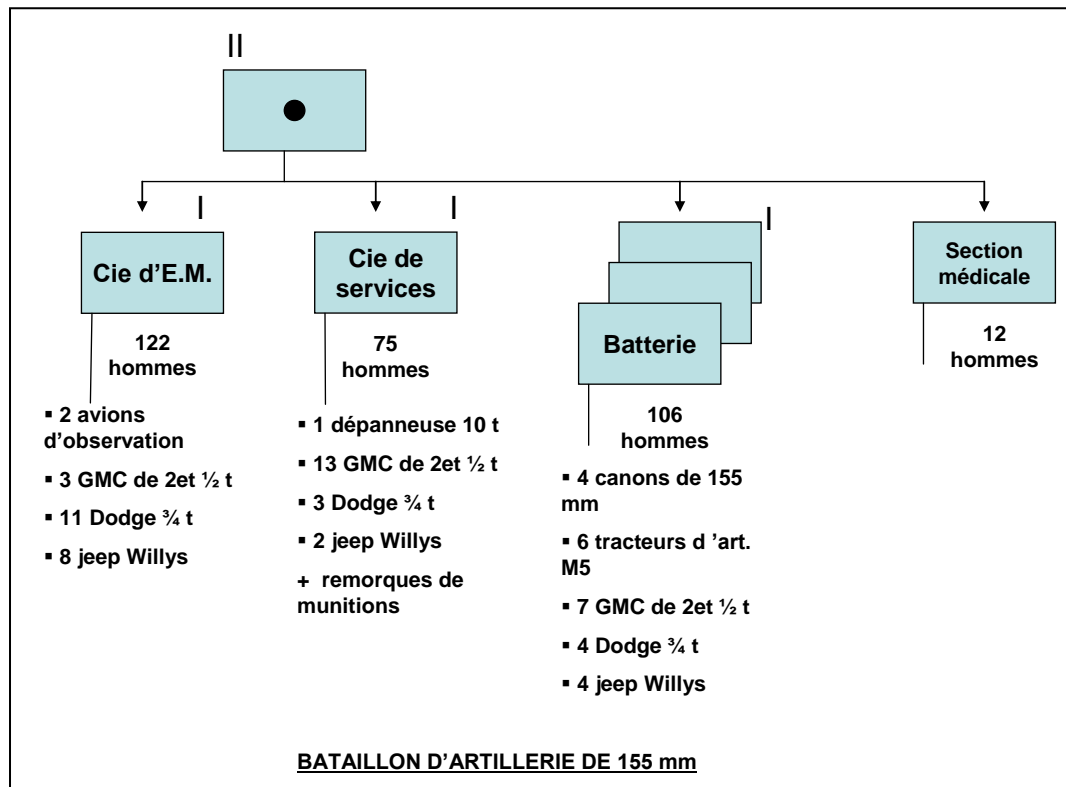 ||
|
Cie d’E.M.
122
hommes
▪ 2 avions
d’observation
▪ 3 GMC de 2et ½ t
▪ 11 Dodge ¾ t
▪ 8 jeep Willys
|
Cie de
services
75
hommes
▪ 1 dépanneuse 10 t
▪ 13 GMC de 2et ½ t
▪ 3 Dodge ¾ t
▪ 2 jeep Willys
+ remorques de
munitions
|
Batterie
106
hommes
▪ 4 canons de 155
mm
▪ 6 tracteurs d ’art.
M5
▪ 7 GMC de 2et ½ t
▪ 4 Dodge ¾ t
▪ 4 jeep Willys
Section
médicale
12
hommes
BATAILLON D’ARTILLERIE DE 155 mm